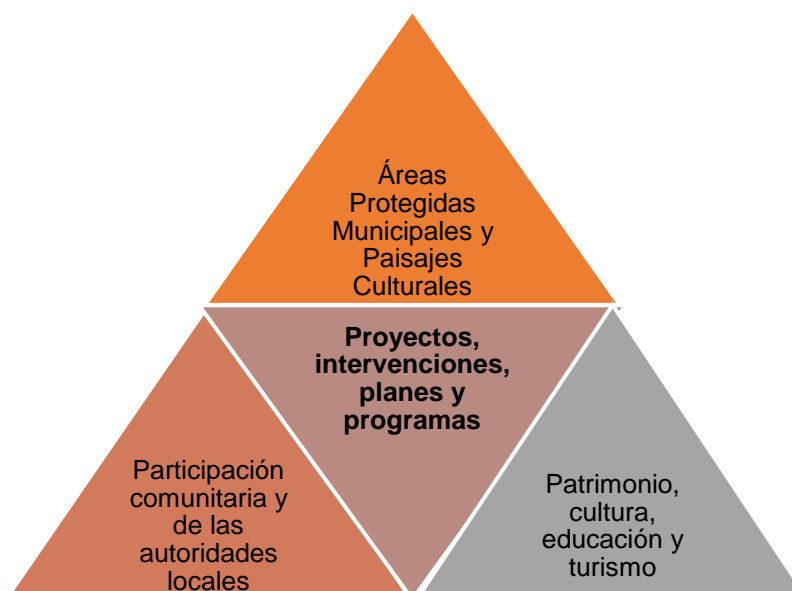 Áreas
Protegidas
Municipales y
Paisajes
Culturales
Proyectos,
intervenciones,
planes y
programas
Participación
comunitaria y
de las
autoridades
locales
Patrimonio,
cultura,
educación y
turismo